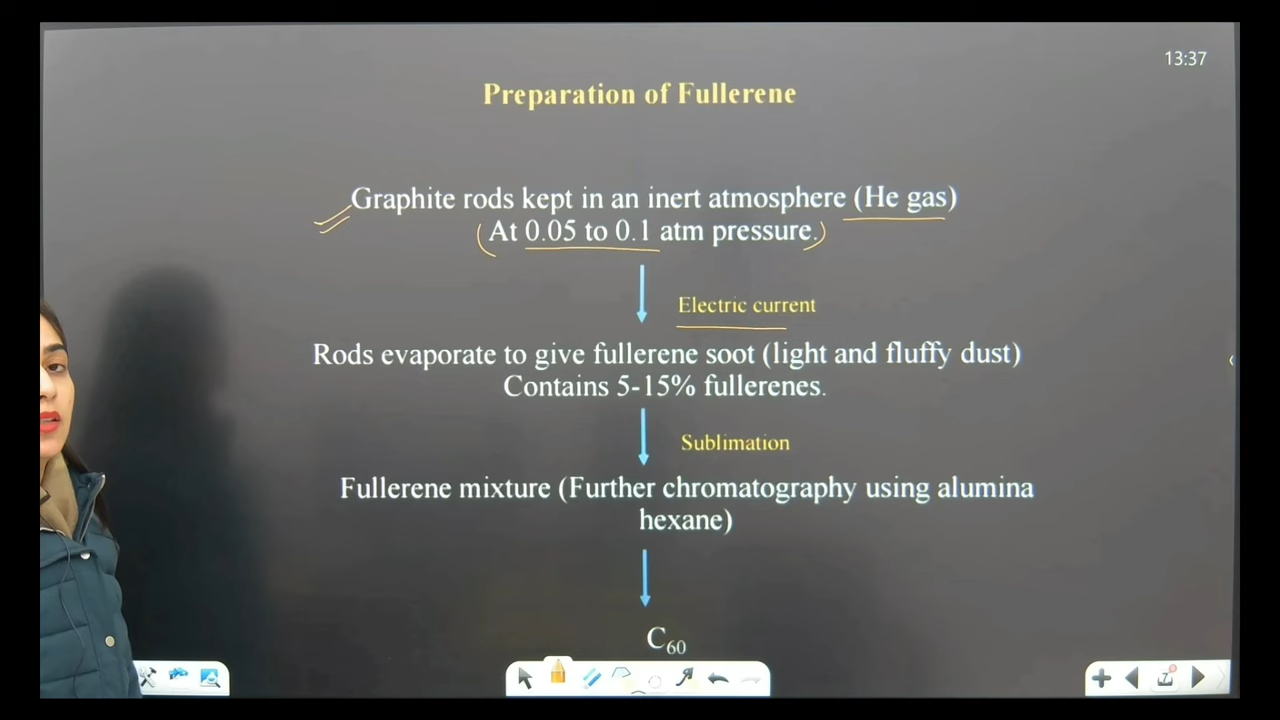 13:37
Preparation of Fullerene
Graphite rods kept in an inert atmosphere (He gas)
At 0.05 to 0.1 atm pressure.
Electric current
Rods evaporate to give fullerene soot (light and fluffy dust)
Contains 5-15% fullerenes.
Sublimation
Fullerene mixture (Further chromatography using alumina
hexane)
C₆₀